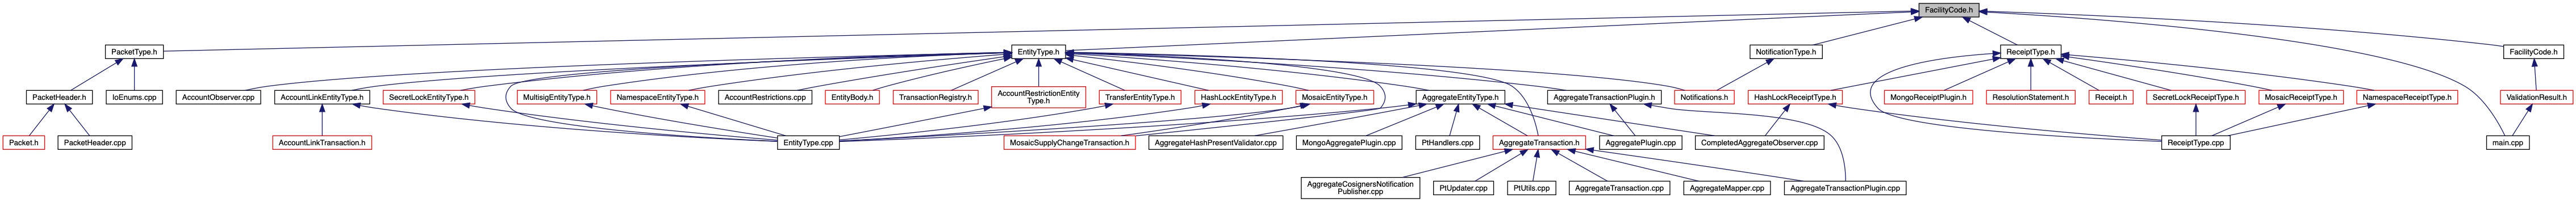 FacilityCode.h
PacketType.h
EntityType.h
NotificationType.h
ReceiptType.h
FacilityCode.h
PacketHeader.h
IoEnums.cpp
AccountObserver.cpp
AccountLinkEntityType.h
SecretLockEntityType.h
MultisigEntityType.h
NamespaceEntityType.h
AccountRestrictions.cpp
EntityBody.h
TransactionRegistry.h
AccountRestrictionEntity
Type.h
TransferEntityType.h
HashLockEntityType.h
MosaicEntityType.h
AggregateEntityType.h
AggregateTransactionPlugin.h
Notifications.h
HashLockReceiptType.h
MongoReceiptPlugin.h
ResolutionStatement.h
Receipt.h
SecretLockReceiptType.h
MosaicReceiptType.h
NamespaceReceiptType.h
ValidationResult.h
Packet.h
PacketHeader.cpp
AccountLinkTransaction.h
EntityType.cpp
MosaicSupplyChangeTransaction.h
AggregateHashPresentValidator.cpp
MongoAggregatePlugin.cpp
PtHandlers.cpp
AggregateTransaction.h
AggregatePlugin.cpp
CompletedAggregateObserver.cpp
ReceiptType.cpp
main.cpp
AggregateCosignersNotification
Publisher.cpp
PtUpdater.cpp
PtUtils.cpp
AggregateTransaction.cpp
AggregateMapper.cpp
AggregateTransactionPlugin.cpp